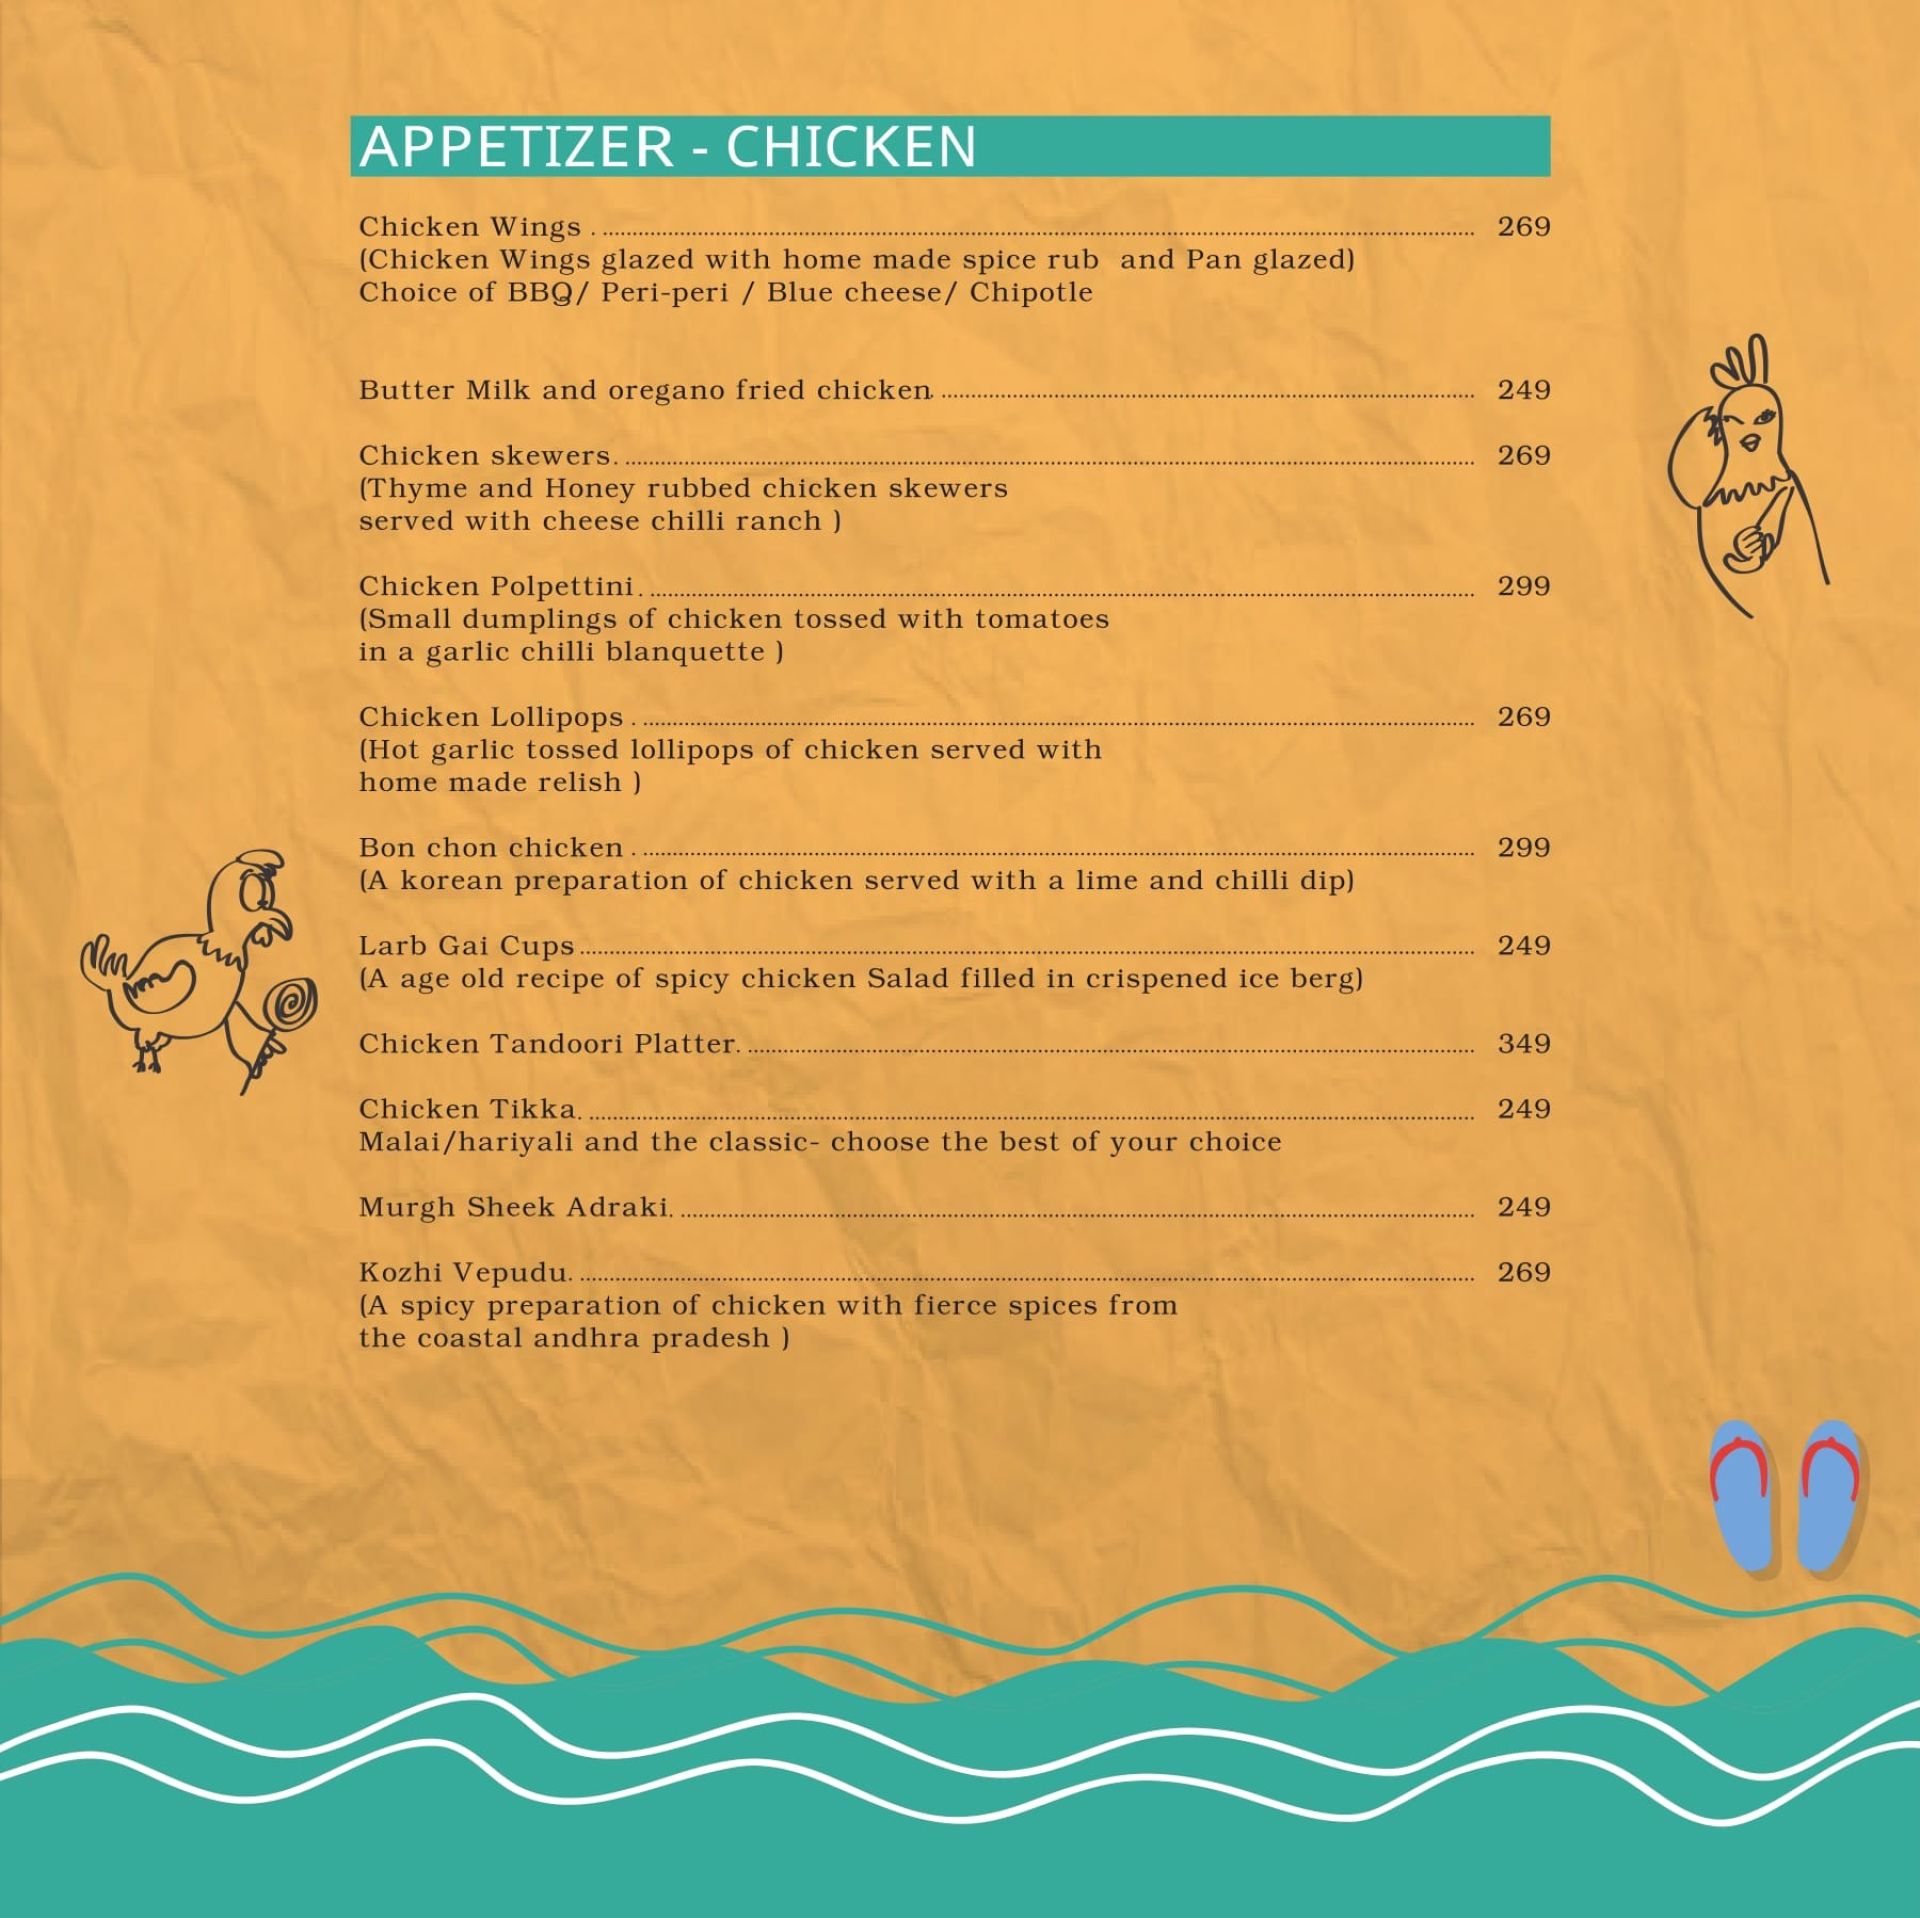 APPETIZER - CHICKEN
Chicken Wings . 269
(Chicken Wings glazed with home made spice rub and Pan glazed)
Choice of BBQ/ Peri-peri / Blue cheese/ Chipotle
Butter Milk and oregano fried chicken. 249
Chicken skewers. 269
(Thyme and Honey rubbed chicken skewers
served with cheese chilli ranch )
Chicken Polpettini. 299
(Small dumplings of chicken tossed with tomatoes
in a garlic chilli blanquette )
Chicken Lollipops . 269
(Hot garlic tossed lollipops of chicken served with
home made relish )
Bon chon chicken . 299
(A korean preparation of chicken served with a lime and chilli dip)
Larb Gai Cups 249
(A age old recipe of spicy chicken Salad filled in crispened ice berg)
Chicken Tandoori Platter. 349
Chicken Tikka. 249
Malai/hariyali and the classic- choose the best of your choice
Murgh Sheek Adraki. 249
Kozhi Vepudu. 269
(A spicy preparation of chicken with fierce spices from
the coastal andhra pradesh )